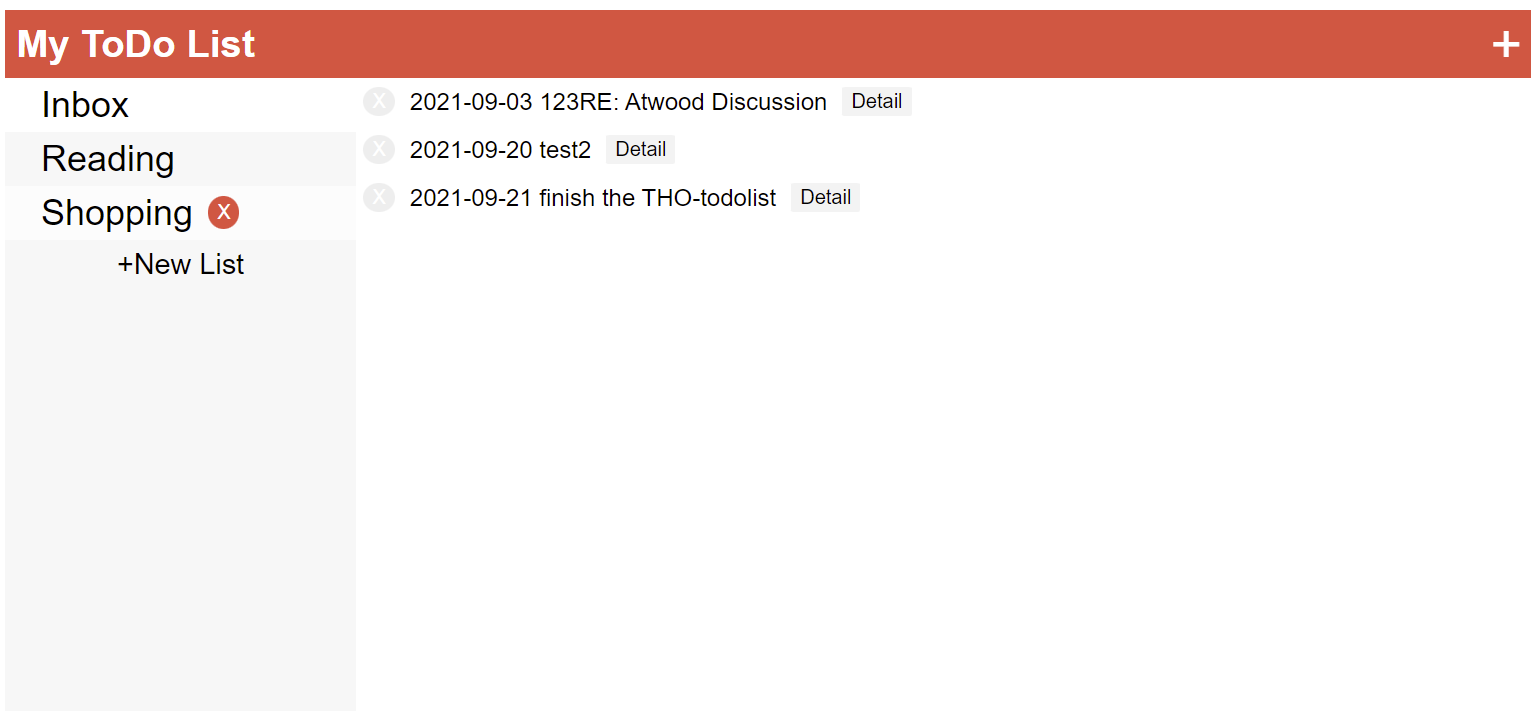 My ToDo List +
Inbox
Reading
Shopping X
+New List
X 2021-09-03 123RE: Atwood Discussion Detail
X 2021-09-20 test2 Detail
X 2021-09-21 finish the THO-todolist Detail